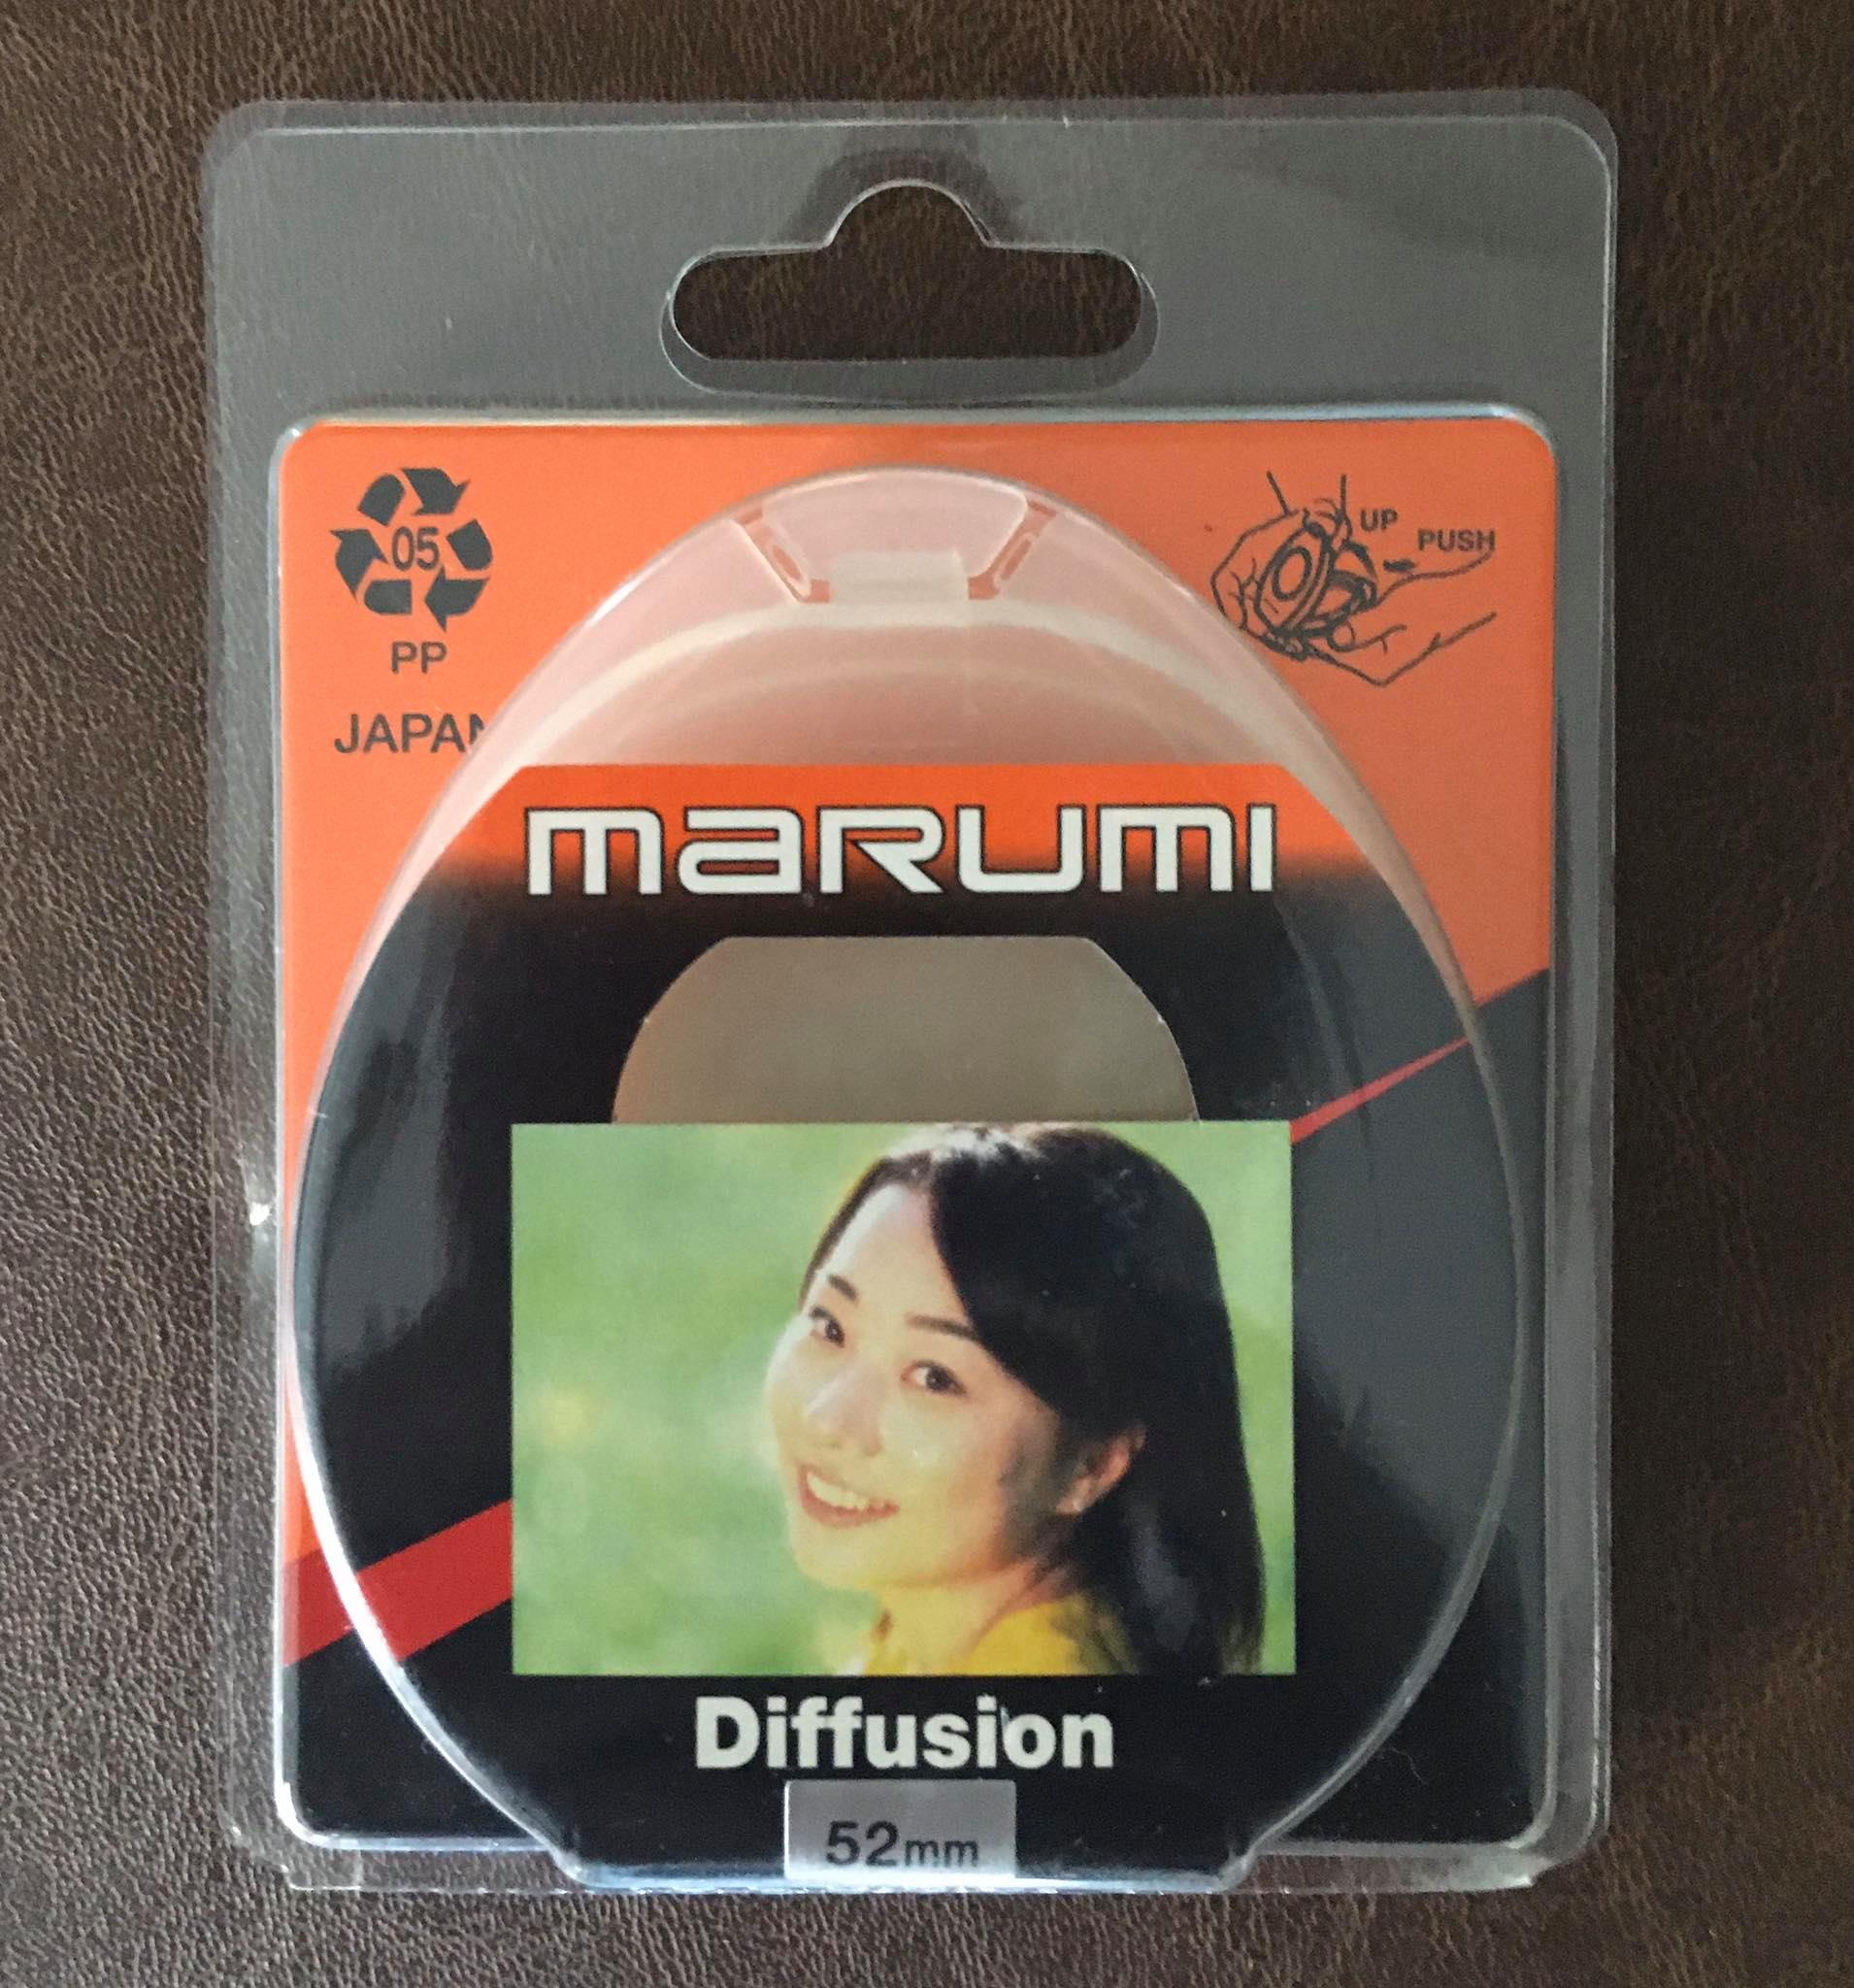 05
PP
JAPAN
UP
PUSH
marumi
Diffusion
52mm